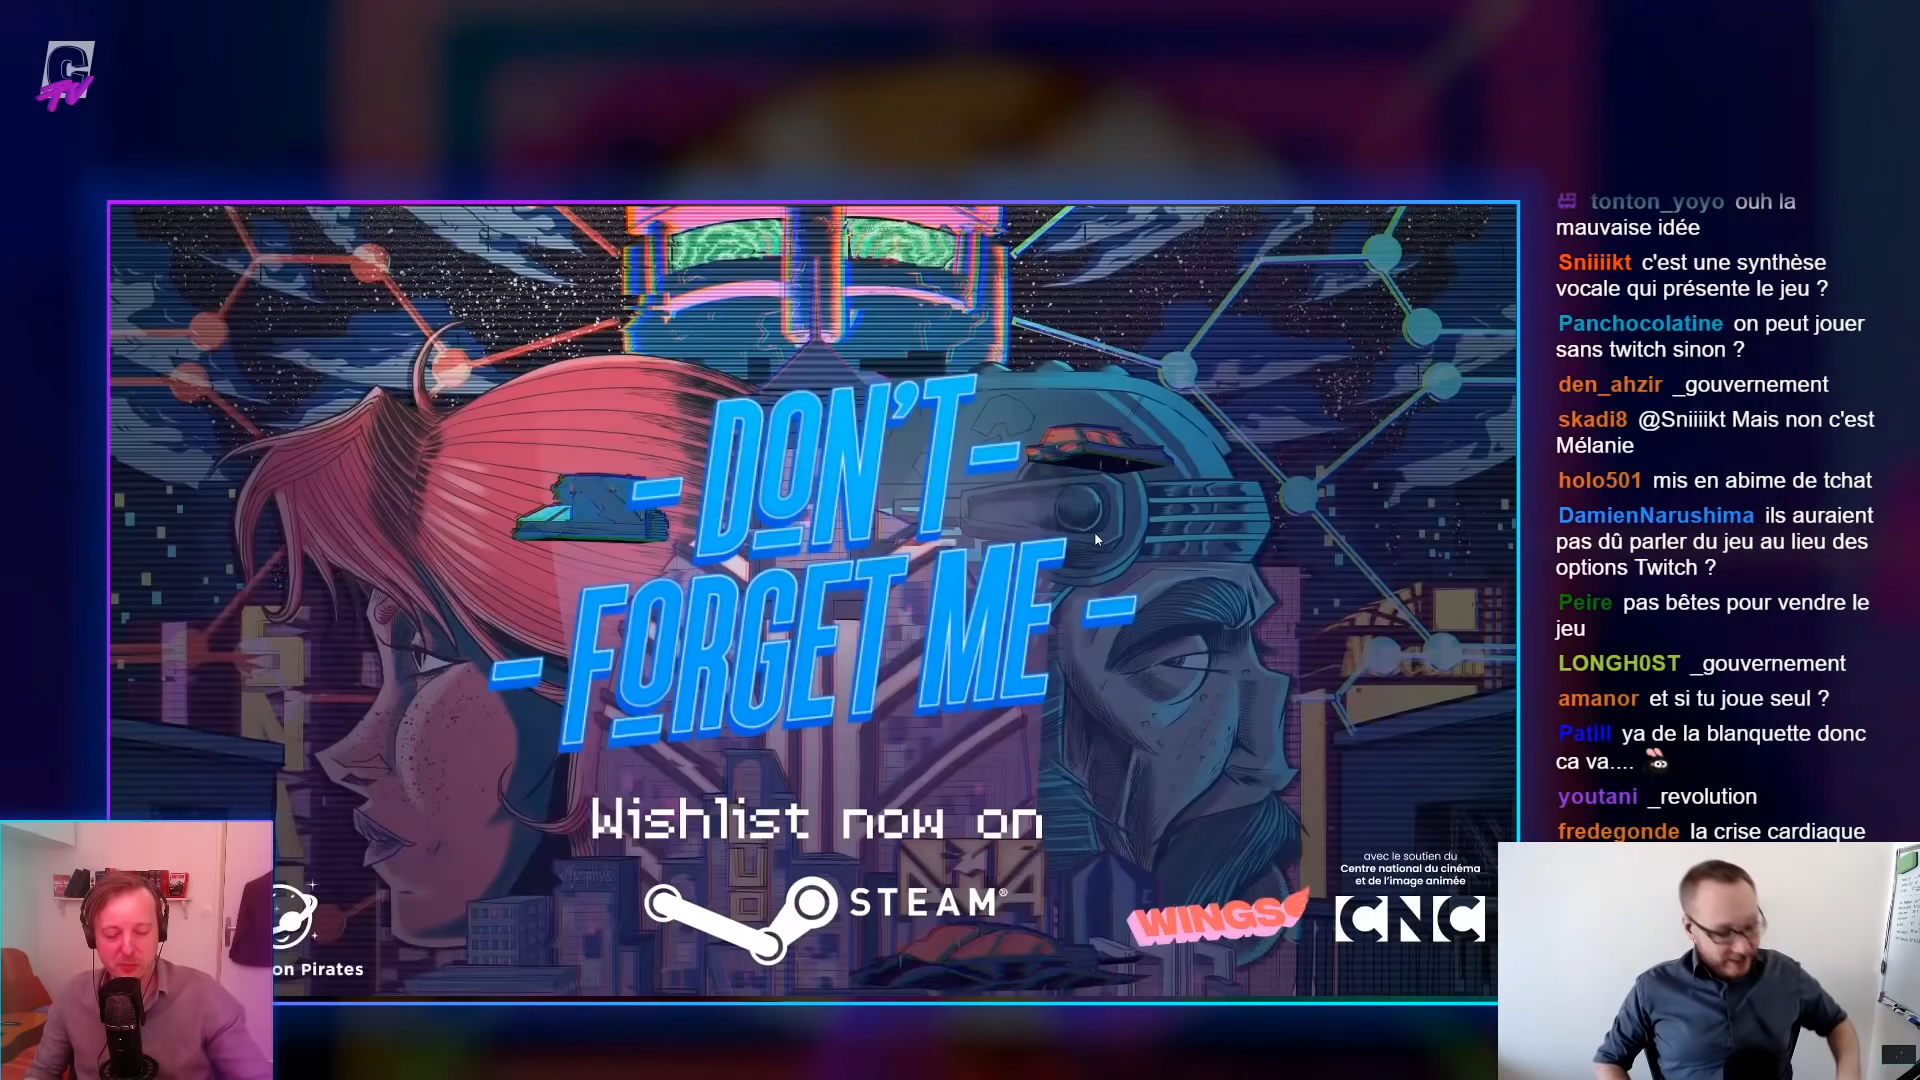 C
TV
- DON'T -
- FORGET ME -
Wishlist now on
STEAM®
on Pirates
WINGS
avec le soutien du
Centre national du cinéma
et de l'image animée
CNC
tonton_yoyo ouh la
mauvaise idée
Sniiiikt c'est une synthèse
vocale qui présente le jeu ?
Panchocolatine on peut jouer
sans twitch sinon ?
den_ahzir _gouvernement
skadi8 @Sniiiikt Mais non c'est
Mélanie
holo501 mis en abime de tchat
DamienNarushima ils auraient
pas dû parler du jeu au lieu des
options Twitch ?
Peire pas bêtes pour vendre le
jeu
LONGH0ST _gouvernement
amanor et si tu joue seul ?
Patill ya de la blanquette donc
ca va....
youtani _revolution
fredegonde la crise cardiaque